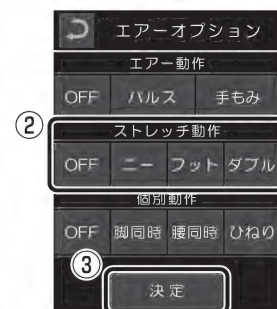 エアーオプション
エアー動作
OFF パルス 手もみ
②
ストレッチ動作
OFF ニー フット ダブル
個別動作
OFF 脚同時 腰同時 ひねり
③
決定